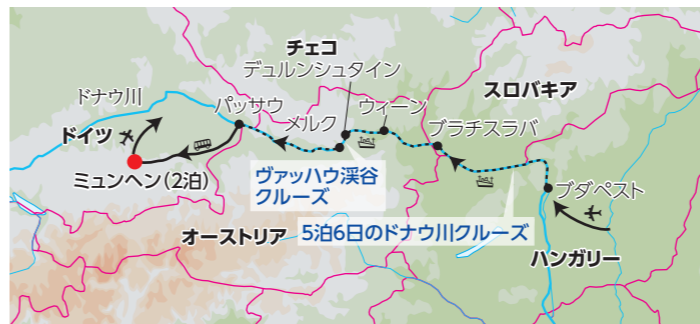 チェコ
デュルンシュタイン
スロバキア
ドナウ川
パッサウ
ウィーン
ドイツ
メルク
ブラチスラバ
ミュンヘン(2泊)
ヴァッハウ渓谷
クルーズ
ブダペスト
オーストリア
5泊6日のドナウ川クルーズ
ハンガリー